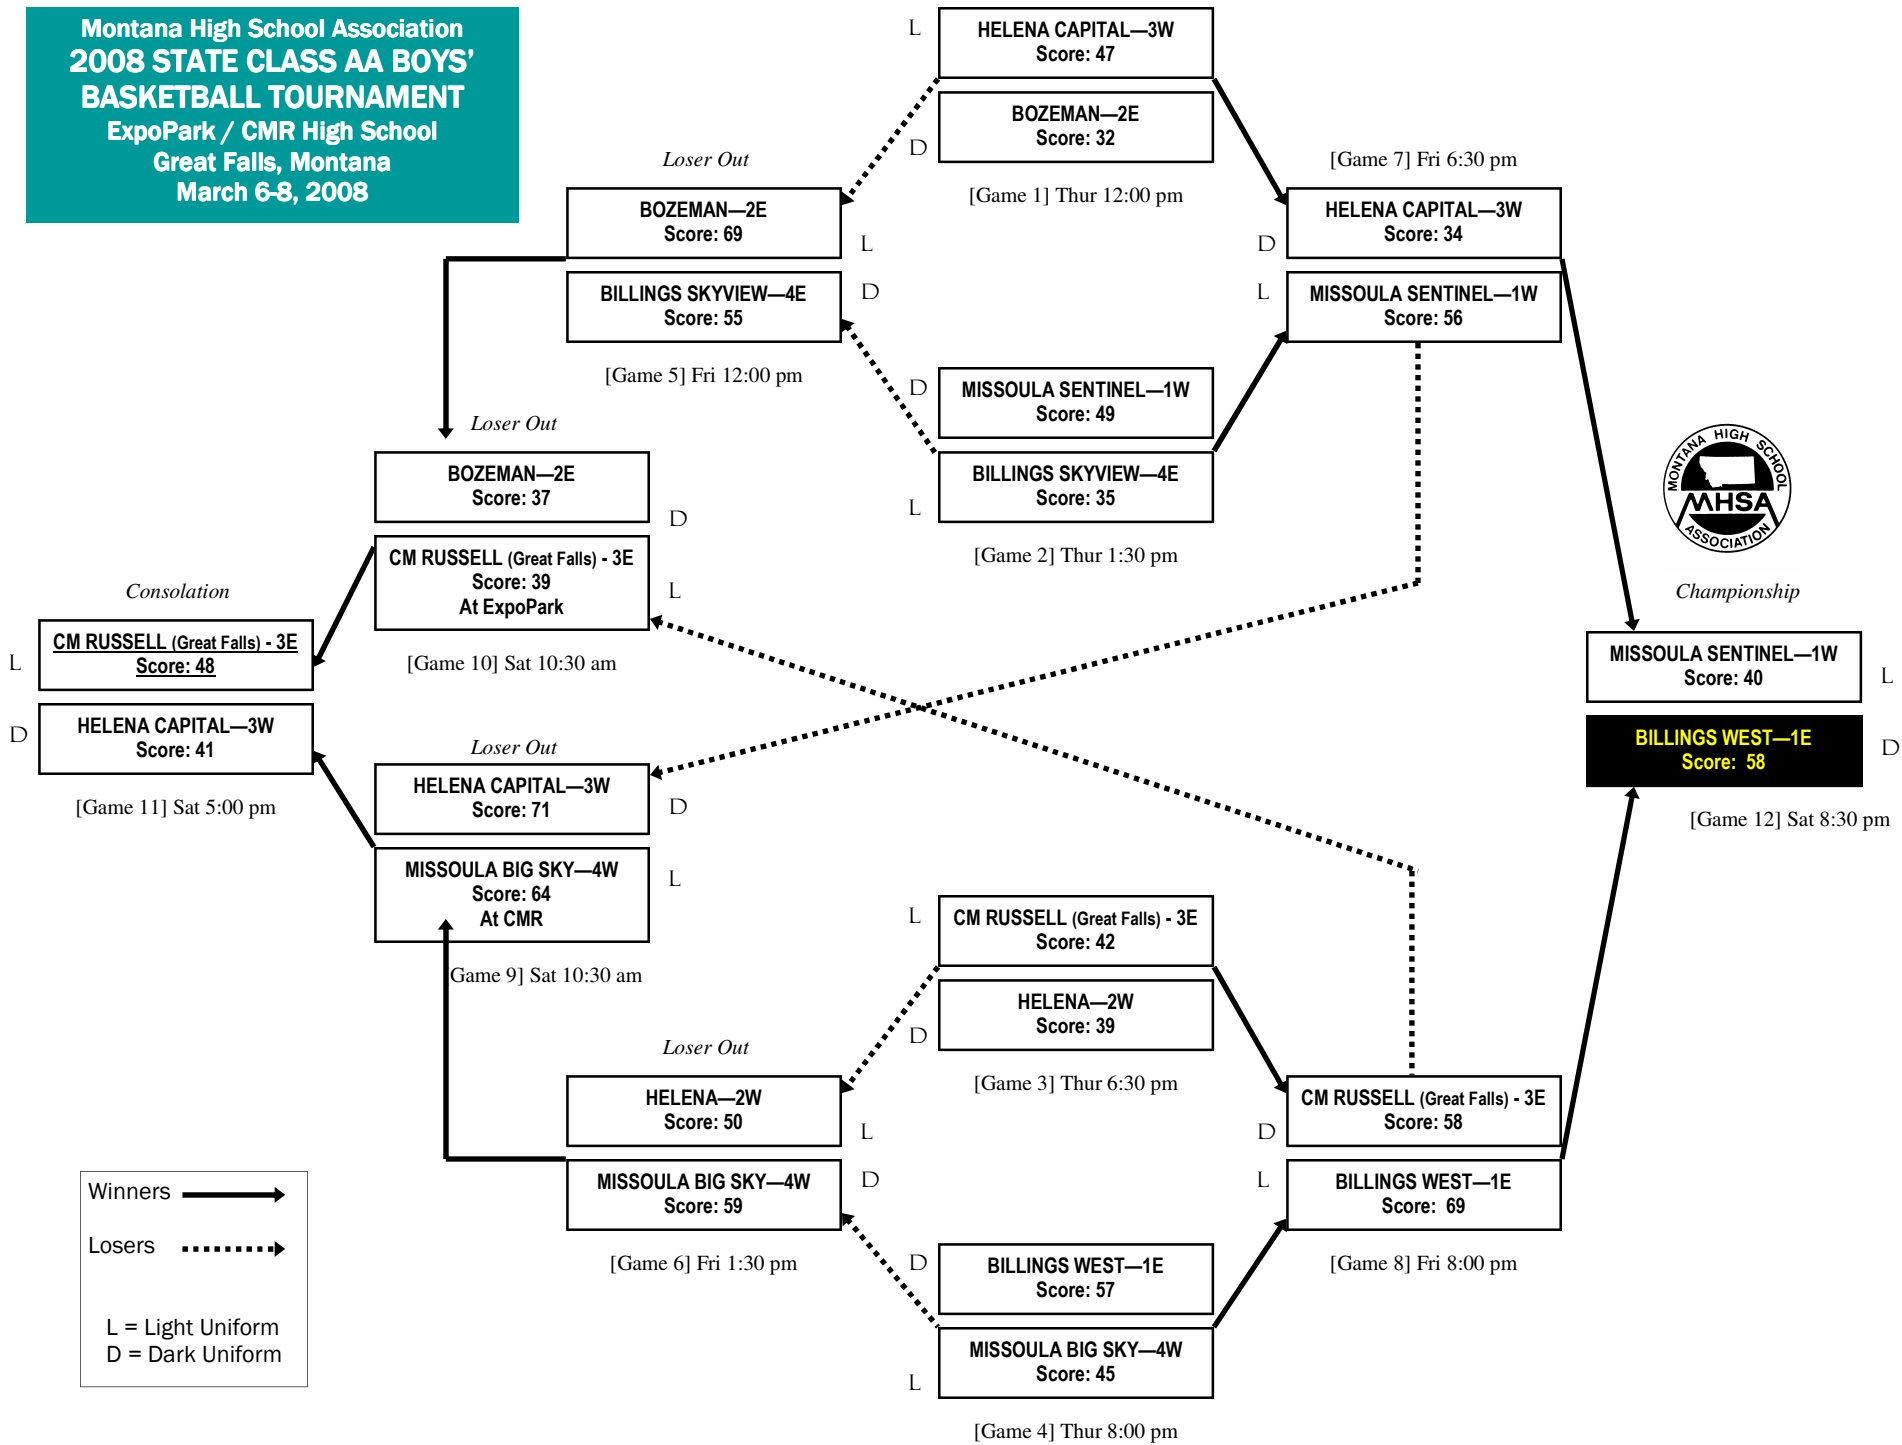 Montana High School Association
2008 STATE CLASS AA BOYS’
BASKETBALL TOURNAMENT
ExpoPark / CMR High School
Great Falls, Montana
March 6-8, 2008
L
HELENA CAPITAL—3W
Score: 47
BOZEMAN—2E
Score: 32
D
[Game 1] Thur 12:00 pm
Loser Out
BOZEMAN—2E
Score: 69
L
BILLINGS SKYVIEW—4E
Score: 55
D
[Game 5] Fri 12:00 pm
[Game 7] Fri 6:30 pm
HELENA CAPITAL—3W
Score: 34
D
L
MISSOULA SENTINEL—1W
Score: 56
D
MISSOULA SENTINEL—1W
Score: 49
BILLINGS SKYVIEW—4E
Score: 35
L
[Game 2] Thur 1:30 pm
Loser Out
BOZEMAN—2E
Score: 37
D
CM RUSSELL (Great Falls) - 3E
Score: 39
At ExpoPark
L
[Game 10] Sat 10:30 am
MONTANA HIGH SCHOOL
MHSA
ASSOCIATION
Consolation
L
CM RUSSELL (Great Falls) - 3E
Score: 48
D
HELENA CAPITAL—3W
Score: 41
[Game 11] Sat 5:00 pm
Championship
MISSOULA SENTINEL—1W
Score: 40
L
BILLINGS WEST—1E
Score: 58
D
[Game 12] Sat 8:30 pm
Loser Out
HELENA CAPITAL—3W
Score: 71
D
MISSOULA BIG SKY—4W
Score: 64
At CMR
L
Game 9] Sat 10:30 am
L
CM RUSSELL (Great Falls) - 3E
Score: 42
HELENA—2W
Score: 39
D
[Game 3] Thur 6:30 pm
Loser Out
HELENA—2W
Score: 50
L
MISSOULA BIG SKY—4W
Score: 59
D
[Game 6] Fri 1:30 pm
CM RUSSELL (Great Falls) - 3E
Score: 58
D
L
BILLINGS WEST—1E
Score: 69
[Game 8] Fri 8:00 pm
D
BILLINGS WEST—1E
Score: 57
MISSOULA BIG SKY—4W
Score: 45
L
[Game 4] Thur 8:00 pm
Winners
Losers
L = Light Uniform
D = Dark Uniform